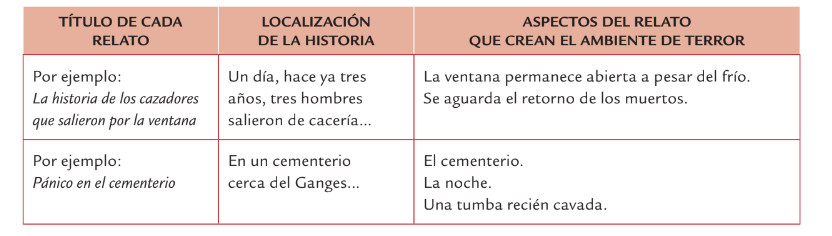 TÍTULO DE CADA
RELATO
LOCALIZACIÓN
DE LA HISTORIA
ASPECTOS DEL RELATO
QUE CREAN EL AMBIENTE DE TERROR
Por ejemplo:
La historia de los cazadores
que salieron por la ventana
Un día, hace ya tres
años, tres hombres
salieron de cacería...
La ventana permanece abierta a pesar del frío.
Se aguarda el retorno de los muertos.
Por ejemplo:
Pánico en el cementerio
En un cementerio
cerca del Ganges...
El cementerio.
La noche.
Una tumba recién cavada.